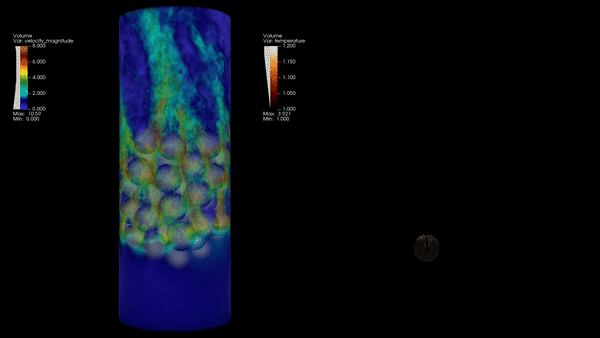 Volume
Var: velocity_magnitude
8.000
6.000
4.000
2.000
0.000
Max: 10.59
Min: 0.000
Volume
Var: temperature
1.200
1.150
1.100
1.050
1.000
Max: 3.921
Min: 1.000